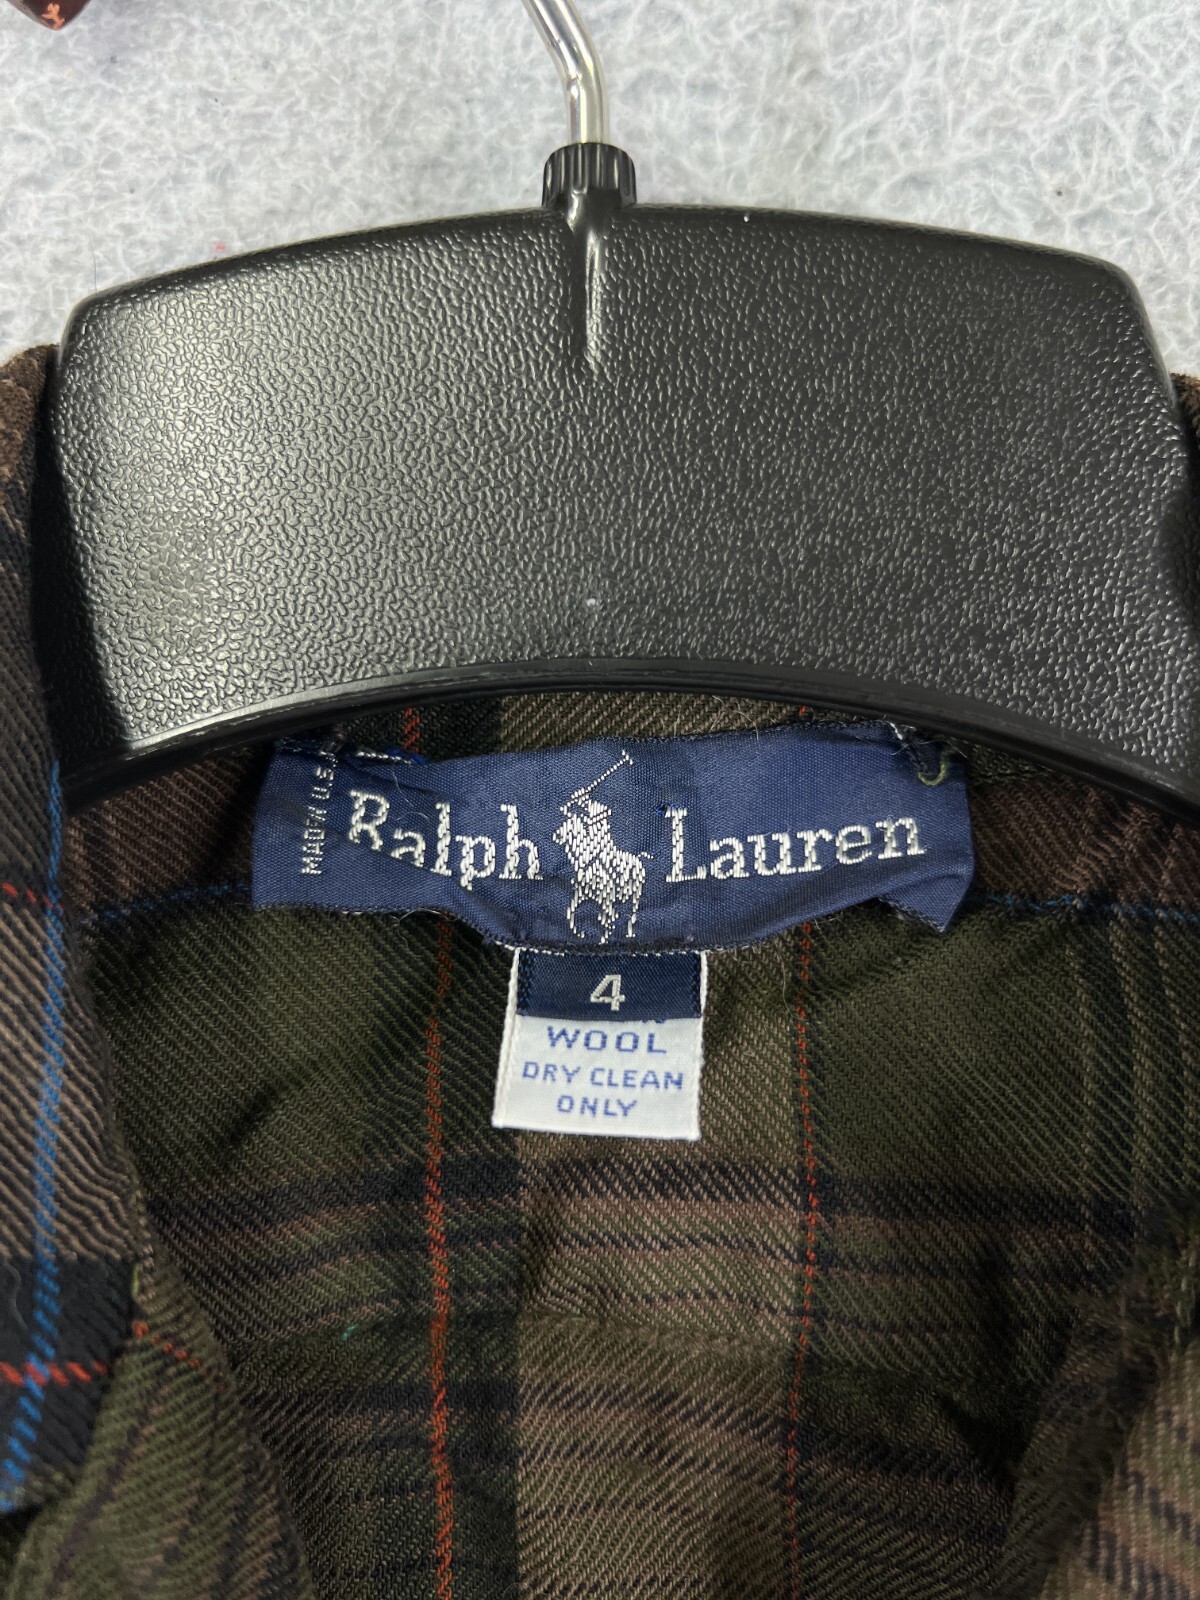 MADE IN U.S.A.
Ralph Lauren
4
WOOL
DRY CLEAN
ONLY